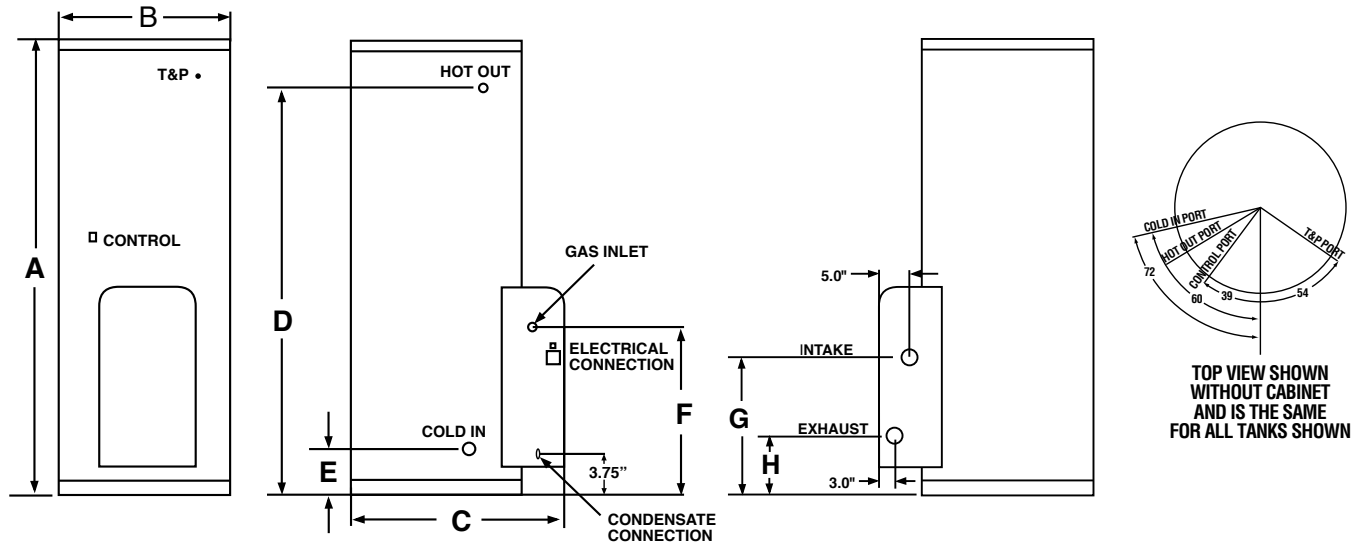 B
T&P
CONTROL
A
HOT OUT
D
GAS INLET
ELECTRICAL
CONNECTION
F
COLD IN
E
3.75”
C
CONDENSATE
CONNECTION
5.0"
INTAKE
G
EXHAUST
H
3.0"
COLD IN PORT
HOT OUT PORT
CONTROL PORT
T&P PORT
72
60
39
54
TOP VIEW SHOWN
WITHOUT CABINET
AND IS THE SAME
FOR ALL TANKS SHOWN